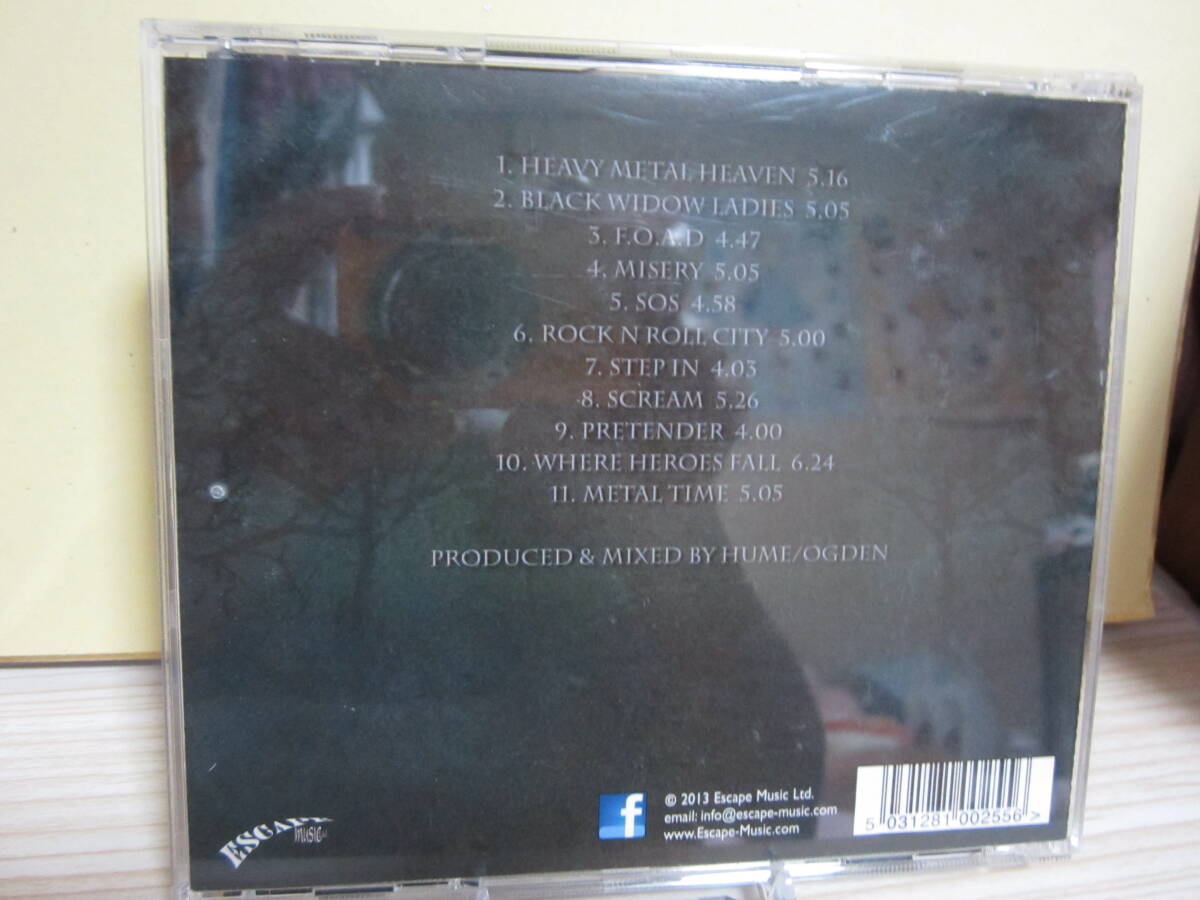 1. HEAVY METAL HEAVEN 5.16
2. BLACK WIDOW LADIES 5.05
3. F.O.A.D 4.47
4. MISERY 5.05
5. SOS 4.58
6. ROCK N ROLL CITY 5.00
7. STEP IN 4.03
8. SCREAM 5.26
9. PRETENDER 4.00
10. WHERE HEROES FALL 6.24
11. METAL TIME 5.05
PRODUCED & MIXED BY HUME/OGDEN
ESCAPE
music
f
© 2013 Escape Music Ltd.
email: info@escape-music.com
www.Escape-Music.com
5 031281 002556 >